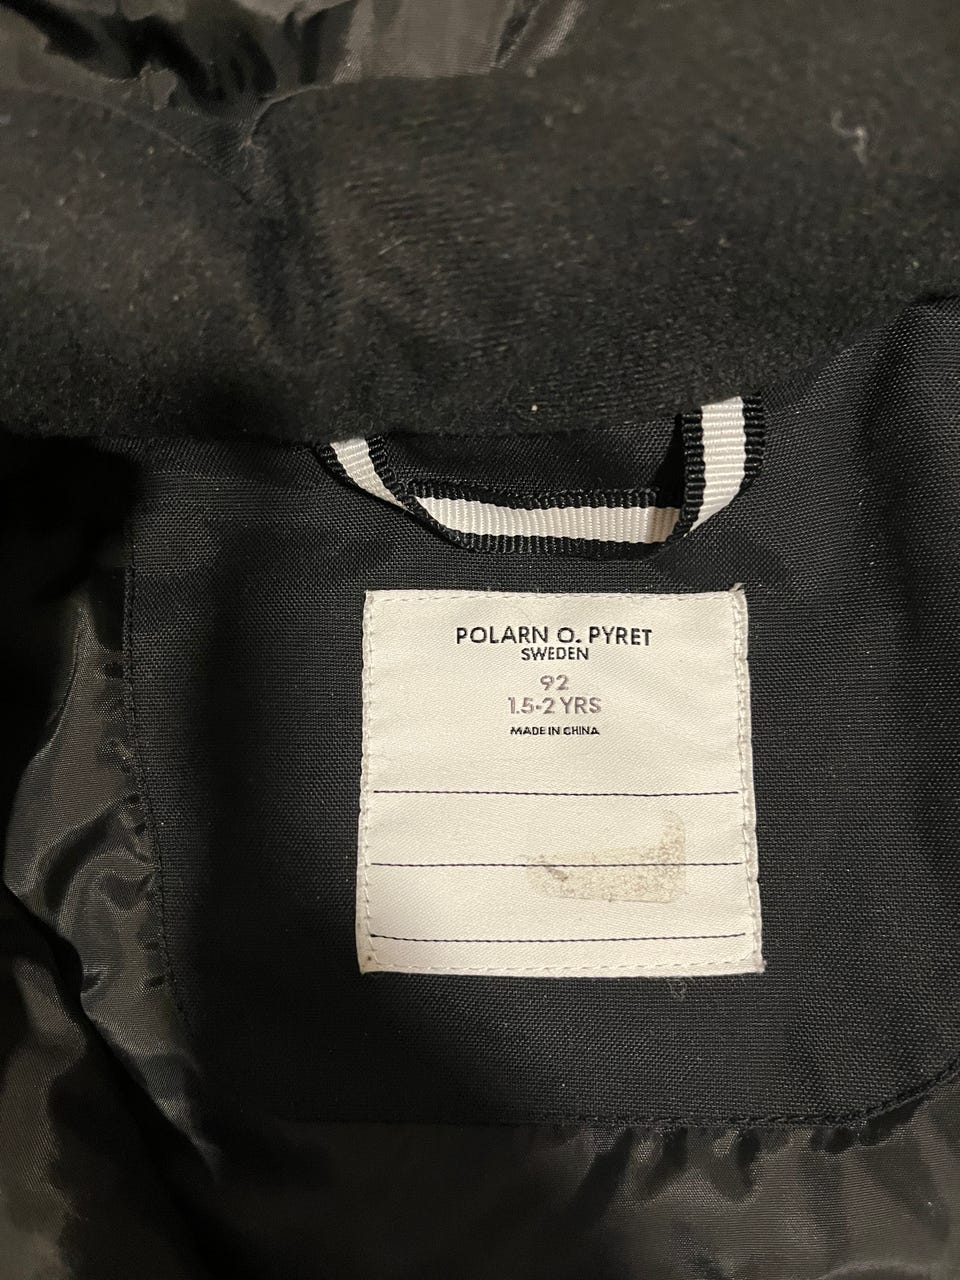 POLARN O. PYRET
SWEDEN
92
1.5-2 YRS
MADE IN CHINA